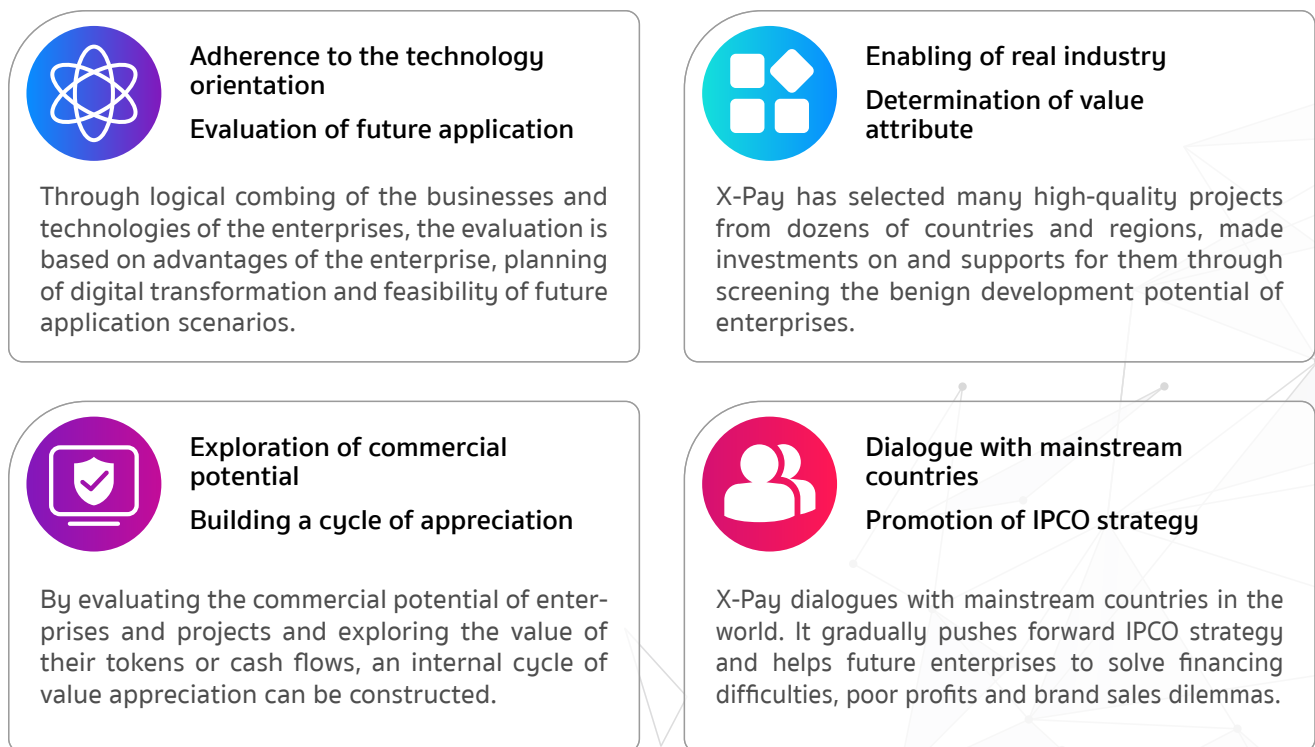 Adherence to the technology
orientation
Evaluation of future application
Through logical combing of the businesses and
technologies of the enterprises, the evaluation is
based on advantages of the enterprise, planning
of digital transformation and feasibility of future
application scenarios.
Enabling of real industry
Determination of value
attribute
X-Pay has selected many high-quality projects
from dozens of countries and regions, made
investments on and supports for them through
screening the benign development potential of
enterprises.
Exploration of commercial
potential
Building a cycle of appreciation
By evaluating the commercial potential of enter-
prises and projects and exploring the value of
their tokens or cash flows, an internal cycle of
value appreciation can be constructed.
Dialogue with mainstream
countries
Promotion of IPCO strategy
X-Pay dialogues with mainstream countries in the
world. It gradually pushes forward IPCO strategy
and helps future enterprises to solve financing
difficulties, poor profits and brand sales dilemmas.